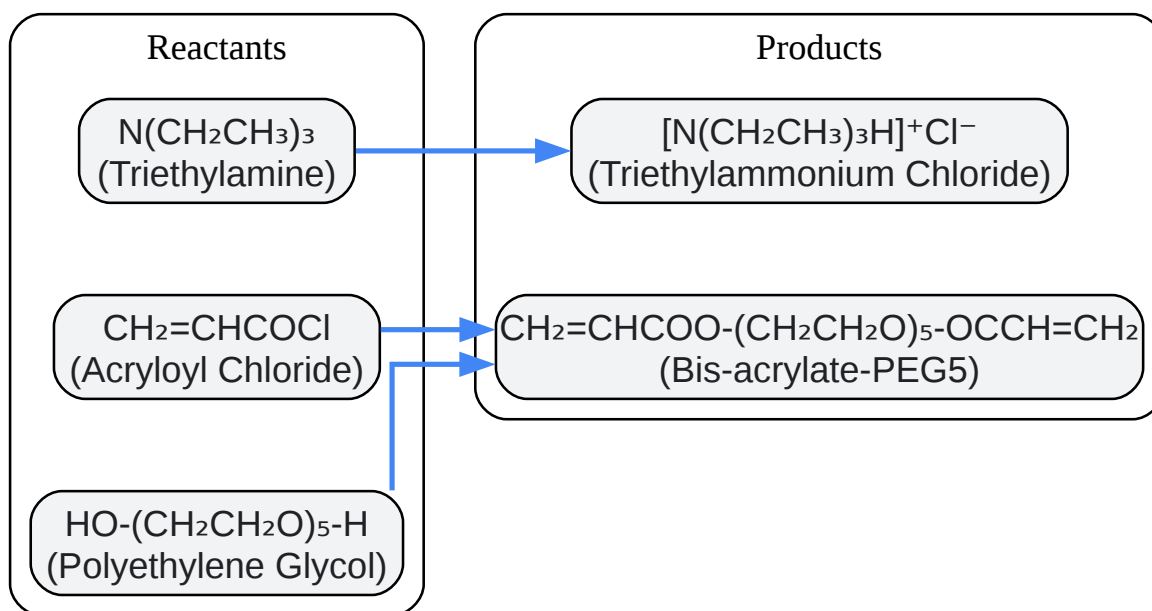 Reactants
Products
N(CH₂CH₃)₃
(Triethylamine)
[N(CH₂CH₃)₃H]⁺Cl⁻
(Triethylammonium Chloride)
CH₂=CHCOCl
(Acryloyl Chloride)
CH₂=CHCOO-(CH₂CH₂O)₅-OCCH=CH₂
(Bis-acrylate-PEG5)
HO-(CH₂CH₂O)₅-H
(Polyethylene Glycol)